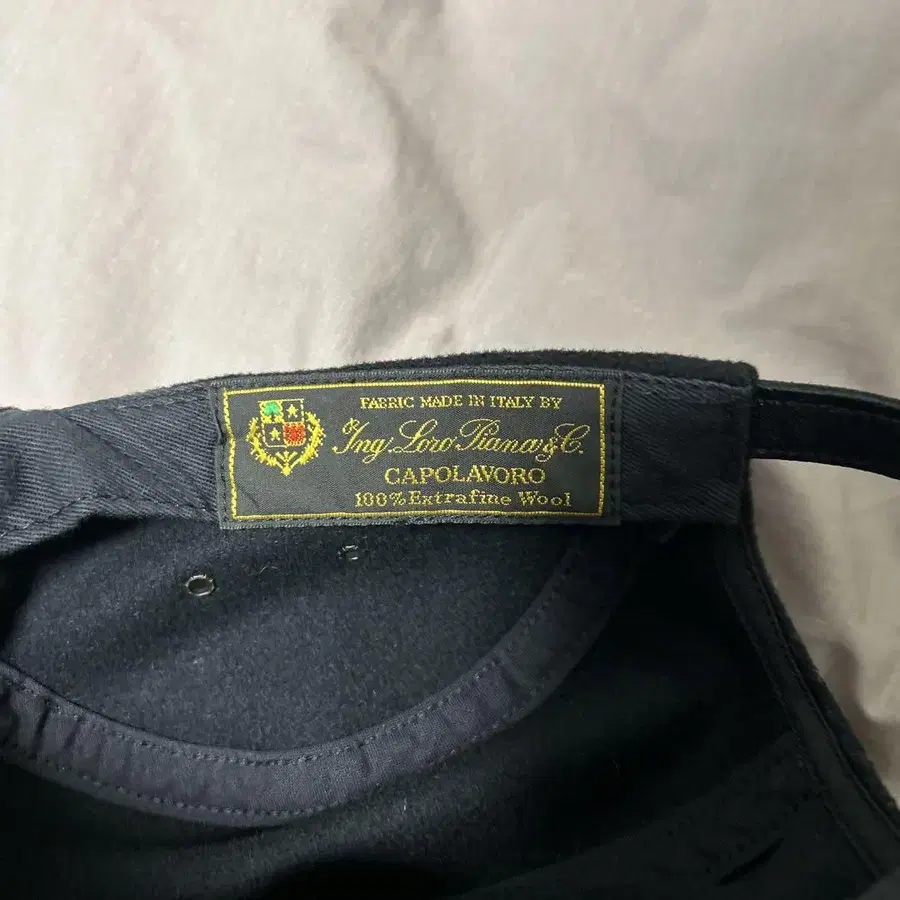 FABRIC MADE IN ITALY BY
Ing. Loro Piana & C.
CAPOLAVORO
100% Extrafine Wool